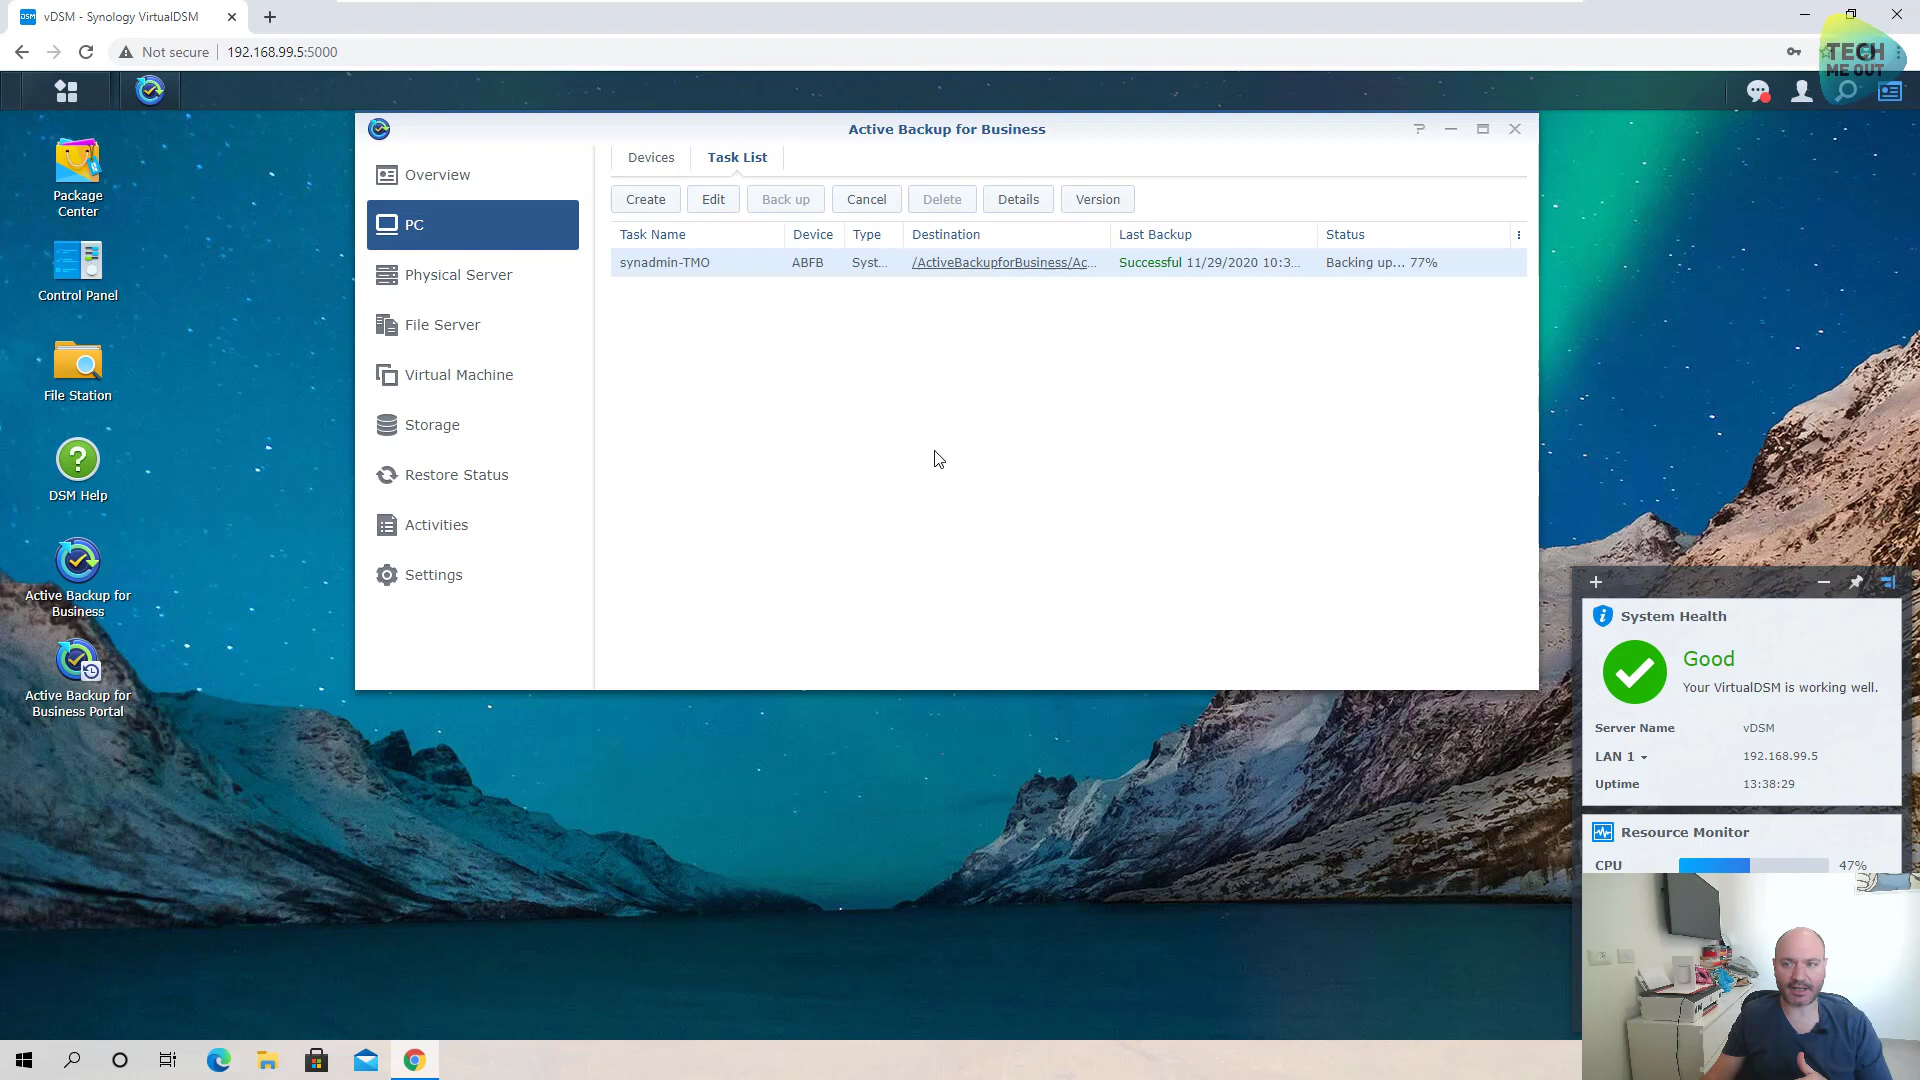 vDSM - Synology VirtualDSM
Not secure
192.168.99.5:5000
TECH
ME OUT
Package
Center
Control Panel
File Station
DSM Help
Active Backup for
Business
Active Backup for
Business Portal
Active Backup for Business
Overview
PC
Physical Server
File Server
Virtual Machine
Storage
Restore Status
Activities
Settings
Devices
Task List
Create
Edit
Back up
Cancel
Delete
Details
Version
Task Name
Device
Type
Destination
Last Backup
Status
synadmin-TMO
ABFB
Syst...
/ActiveBackupforBusiness/Ac...
Successful 11/29/2020 10:3...
Backing up... 77%
System Health
Good
Your VirtualDSM is working well.
Server Name
vDSM
LAN 1
192.168.99.5
Uptime
13:38:29
Resource Monitor
CPU
47%